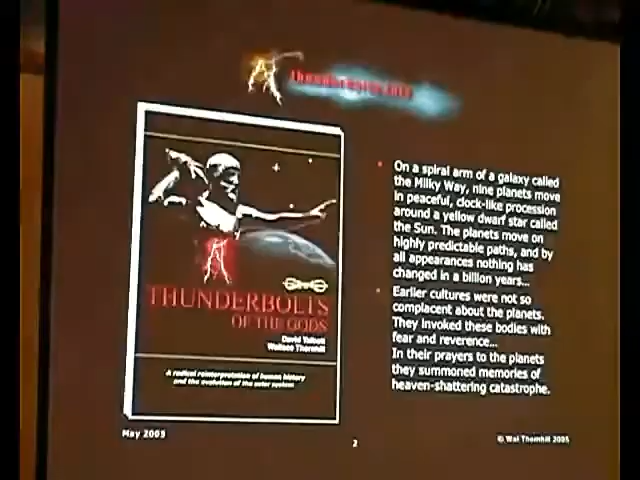 Thunderbolts.info
THUNDERBOLTS
OF THE GODS
David Talbott
Wallace Thornhill
A radical reinterpretation of human history
and the evolution of the solar system
On a spiral arm of a galaxy called
the Milky Way, nine planets move
in peaceful, clock-like procession
around a yellow dwarf star called
the Sun. The planets move on
highly predictable paths, and by
all appearances nothing has
changed in a billion years...
Earlier cultures were not so
complacent about the planets.
They invoked these bodies with
fear and reverence...
In their prayers to the planets
they summoned memories of
heaven-shattering catastrophe.
May 2005
2
© Wal Thornhill 2005